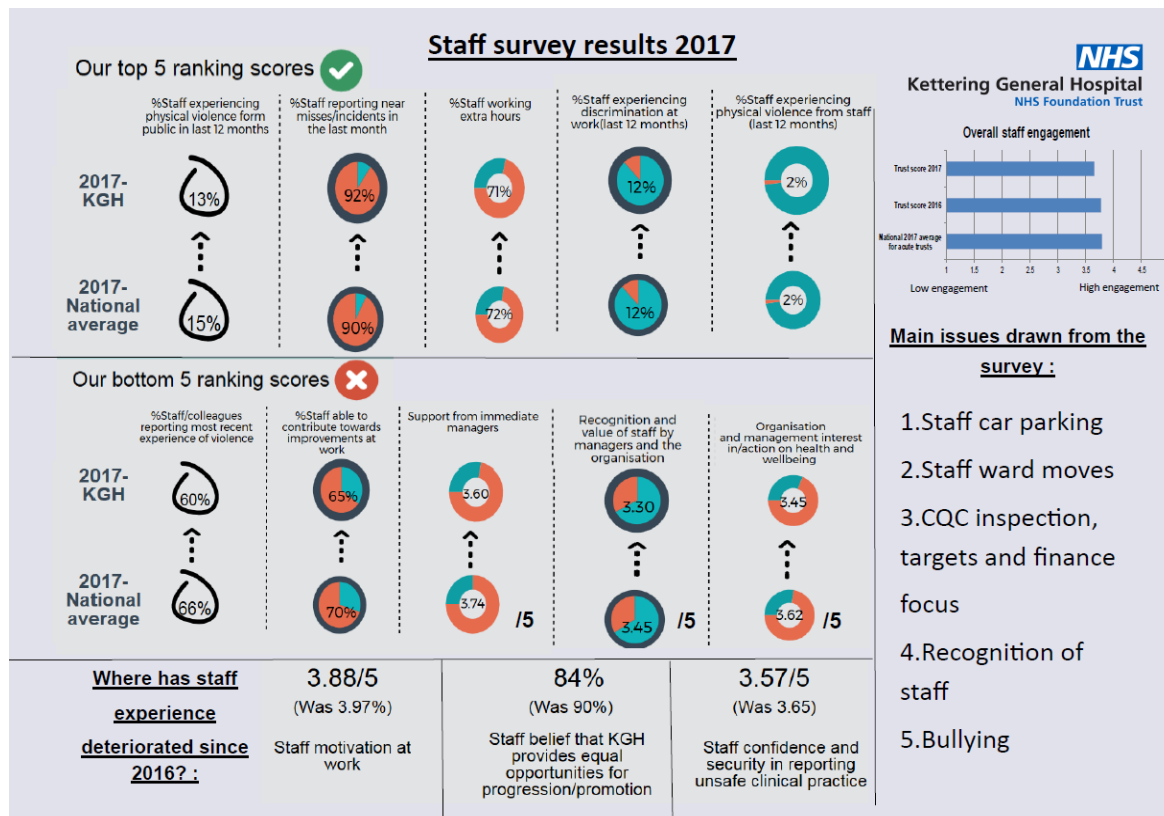 Staff survey results 2017
NHS
Kettering General Hospital
NHS Foundation Trust
Our top 5 ranking scores
%Staff experiencing
physical violence form
public in last 12 months
%Staff reporting near
misses/incidents in
the last month
%Staff working
extra hours
%Staff experiencing
discrimination at
work(last 12 months)
%Staff experiencing
physical violence from staff
(last 12 months)
2017-
KGH
13%
92%
71%
12%
2%
2017-
National
average
15%
90%
72%
12%
2%
Our bottom 5 ranking scores
%Staff/colleagues
reporting most recent
experience of violence
%Staff able to
contribute towards
improvements at
work
Support from immediate
managers
Recognition and
value of staff by
managers and the
organisation
Organisation
and management interest
in/action on health and
wellbeing
2017-
KGH
60%
65%
3.60
3.30
3.45
2017-
National
average
66%
70%
3.74
/5
3.45
/5
3.62
/5
Where has staff
experience
deteriorated since
2016? :
3.88/5
(Was 3.97%)
Staff motivation at
work
84%
(Was 90%)
Staff belief that KGH
provides equal
opportunities for
progression/promotion
3.57/5
(Was 3.65)
Staff confidence and
security in reporting
unsafe clinical practice
Overall staff engagement
Trust score 2017
Trust score 2016
National 2017 average
for acute trusts
1 1.5 2 2.5 3 3.5 4 4.5
Low engagement
High engagement
Main issues drawn from the
survey :
1.Staff car parking
2.Staff ward moves
3.CQC inspection,
targets and finance
focus
4.Recognition of
staff
5.Bullying